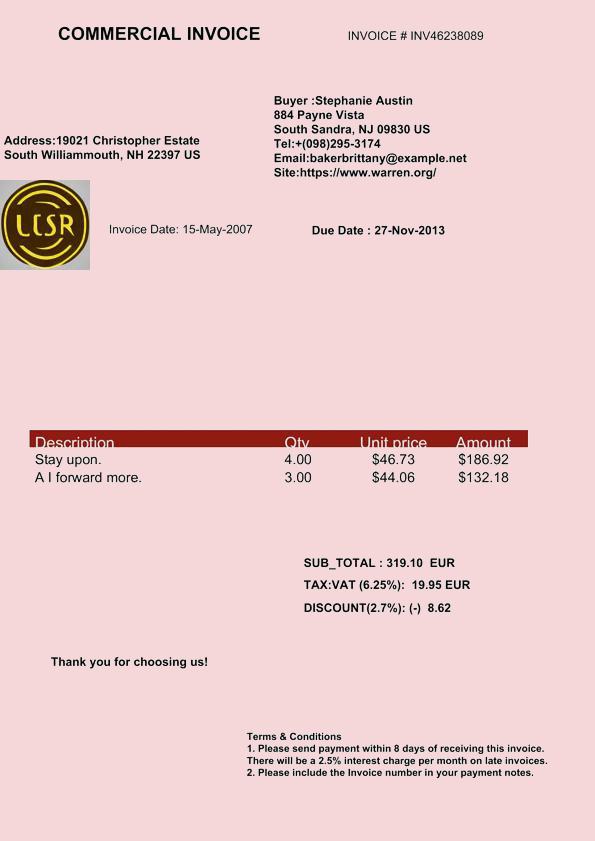 COMMERCIAL INVOICE
INVOICE # INV46238089
Buyer :Stephanie Austin
884 Payne Vista
South Sandra, NJ 09830 US
Tel:+(098)295-3174
Email:bakerbrittany@example.net
Site:https://www.warren.org/
Address:19021 Christopher Estate
South Williammouth, NH 22397 US
LCSR
Invoice Date: 15-May-2007
Due Date : 27-Nov-2013
Description Qty Unit price Amount
Stay upon. 4.00 $46.73 $186.92
A I forward more. 3.00 $44.06 $132.18
SUB_TOTAL : 319.10 EUR
TAX:VAT (6.25%): 19.95 EUR
DISCOUNT(2.7%): (-) 8.62
Thank you for choosing us!
Terms & Conditions
1. Please send payment within 8 days of receiving this invoice.
There will be a 2.5% interest charge per month on late invoices.
2. Please include the Invoice number in your payment notes.